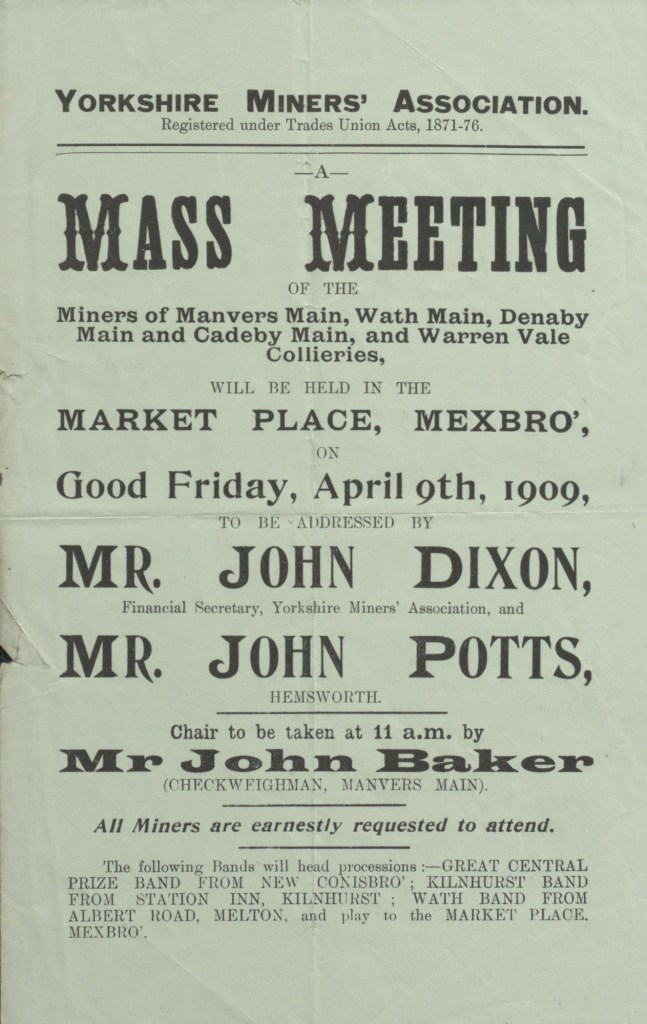 YORKSHIRE MINERS' ASSOCIATION.
Registered under Trades Union Acts, 1871-76.
—A—
MASS MEETING
OF THE
Miners of Manvers Main, Wath Main, Denaby
Main and Cadeby Main, and Warren Vale
Collieries,
WILL BE HELD IN THE
MARKET PLACE, MEXBRO',
ON
Good Friday, April 9th, 1909,
TO BE ADDRESSED BY
MR. JOHN DIXON,
Financial Secretary, Yorkshire Miners' Association, and
MR. JOHN POTTS,
HEMSWORTH.
Chair to be taken at 11 a.m. by
Mr John Baker
(CHECKWEIGHMAN, MANVERS MAIN).
All Miners are earnestly requested to attend.
The following Bands will head processions :—GREAT CENTRAL
PRIZE BAND FROM NEW CONISBRO'; KILNHURST BAND
FROM STATION INN, KILNHURST ; WATH BAND FROM
ALBERT ROAD, MELTON, and play to the MARKET PLACE.
MEXBRO'.